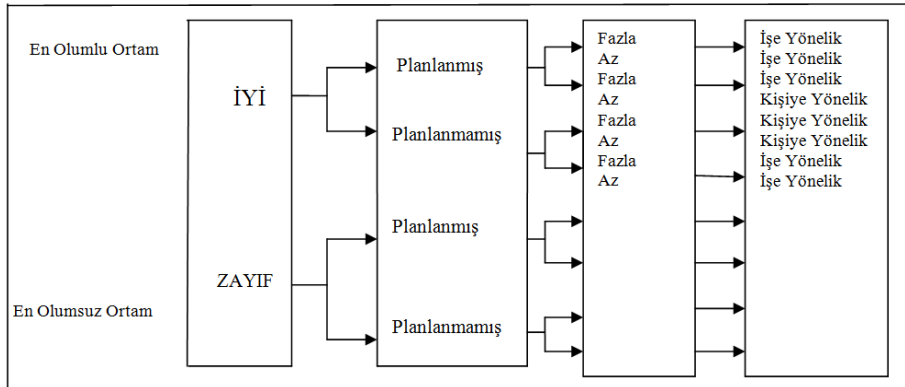 En Olumlu Ortam
İYİ
ZAYIF
En Olumsuz Ortam
Planlanmış
Planlanmamış
Planlanmış
Planlanmamış
Fazla
Az
Fazla
Az
Fazla
Az
Fazla
Az
İşe Yönelik
İşe Yönelik
İşe Yönelik
Kişiye Yönelik
Kişiye Yönelik
Kişiye Yönelik
İşe Yönelik
İşe Yönelik